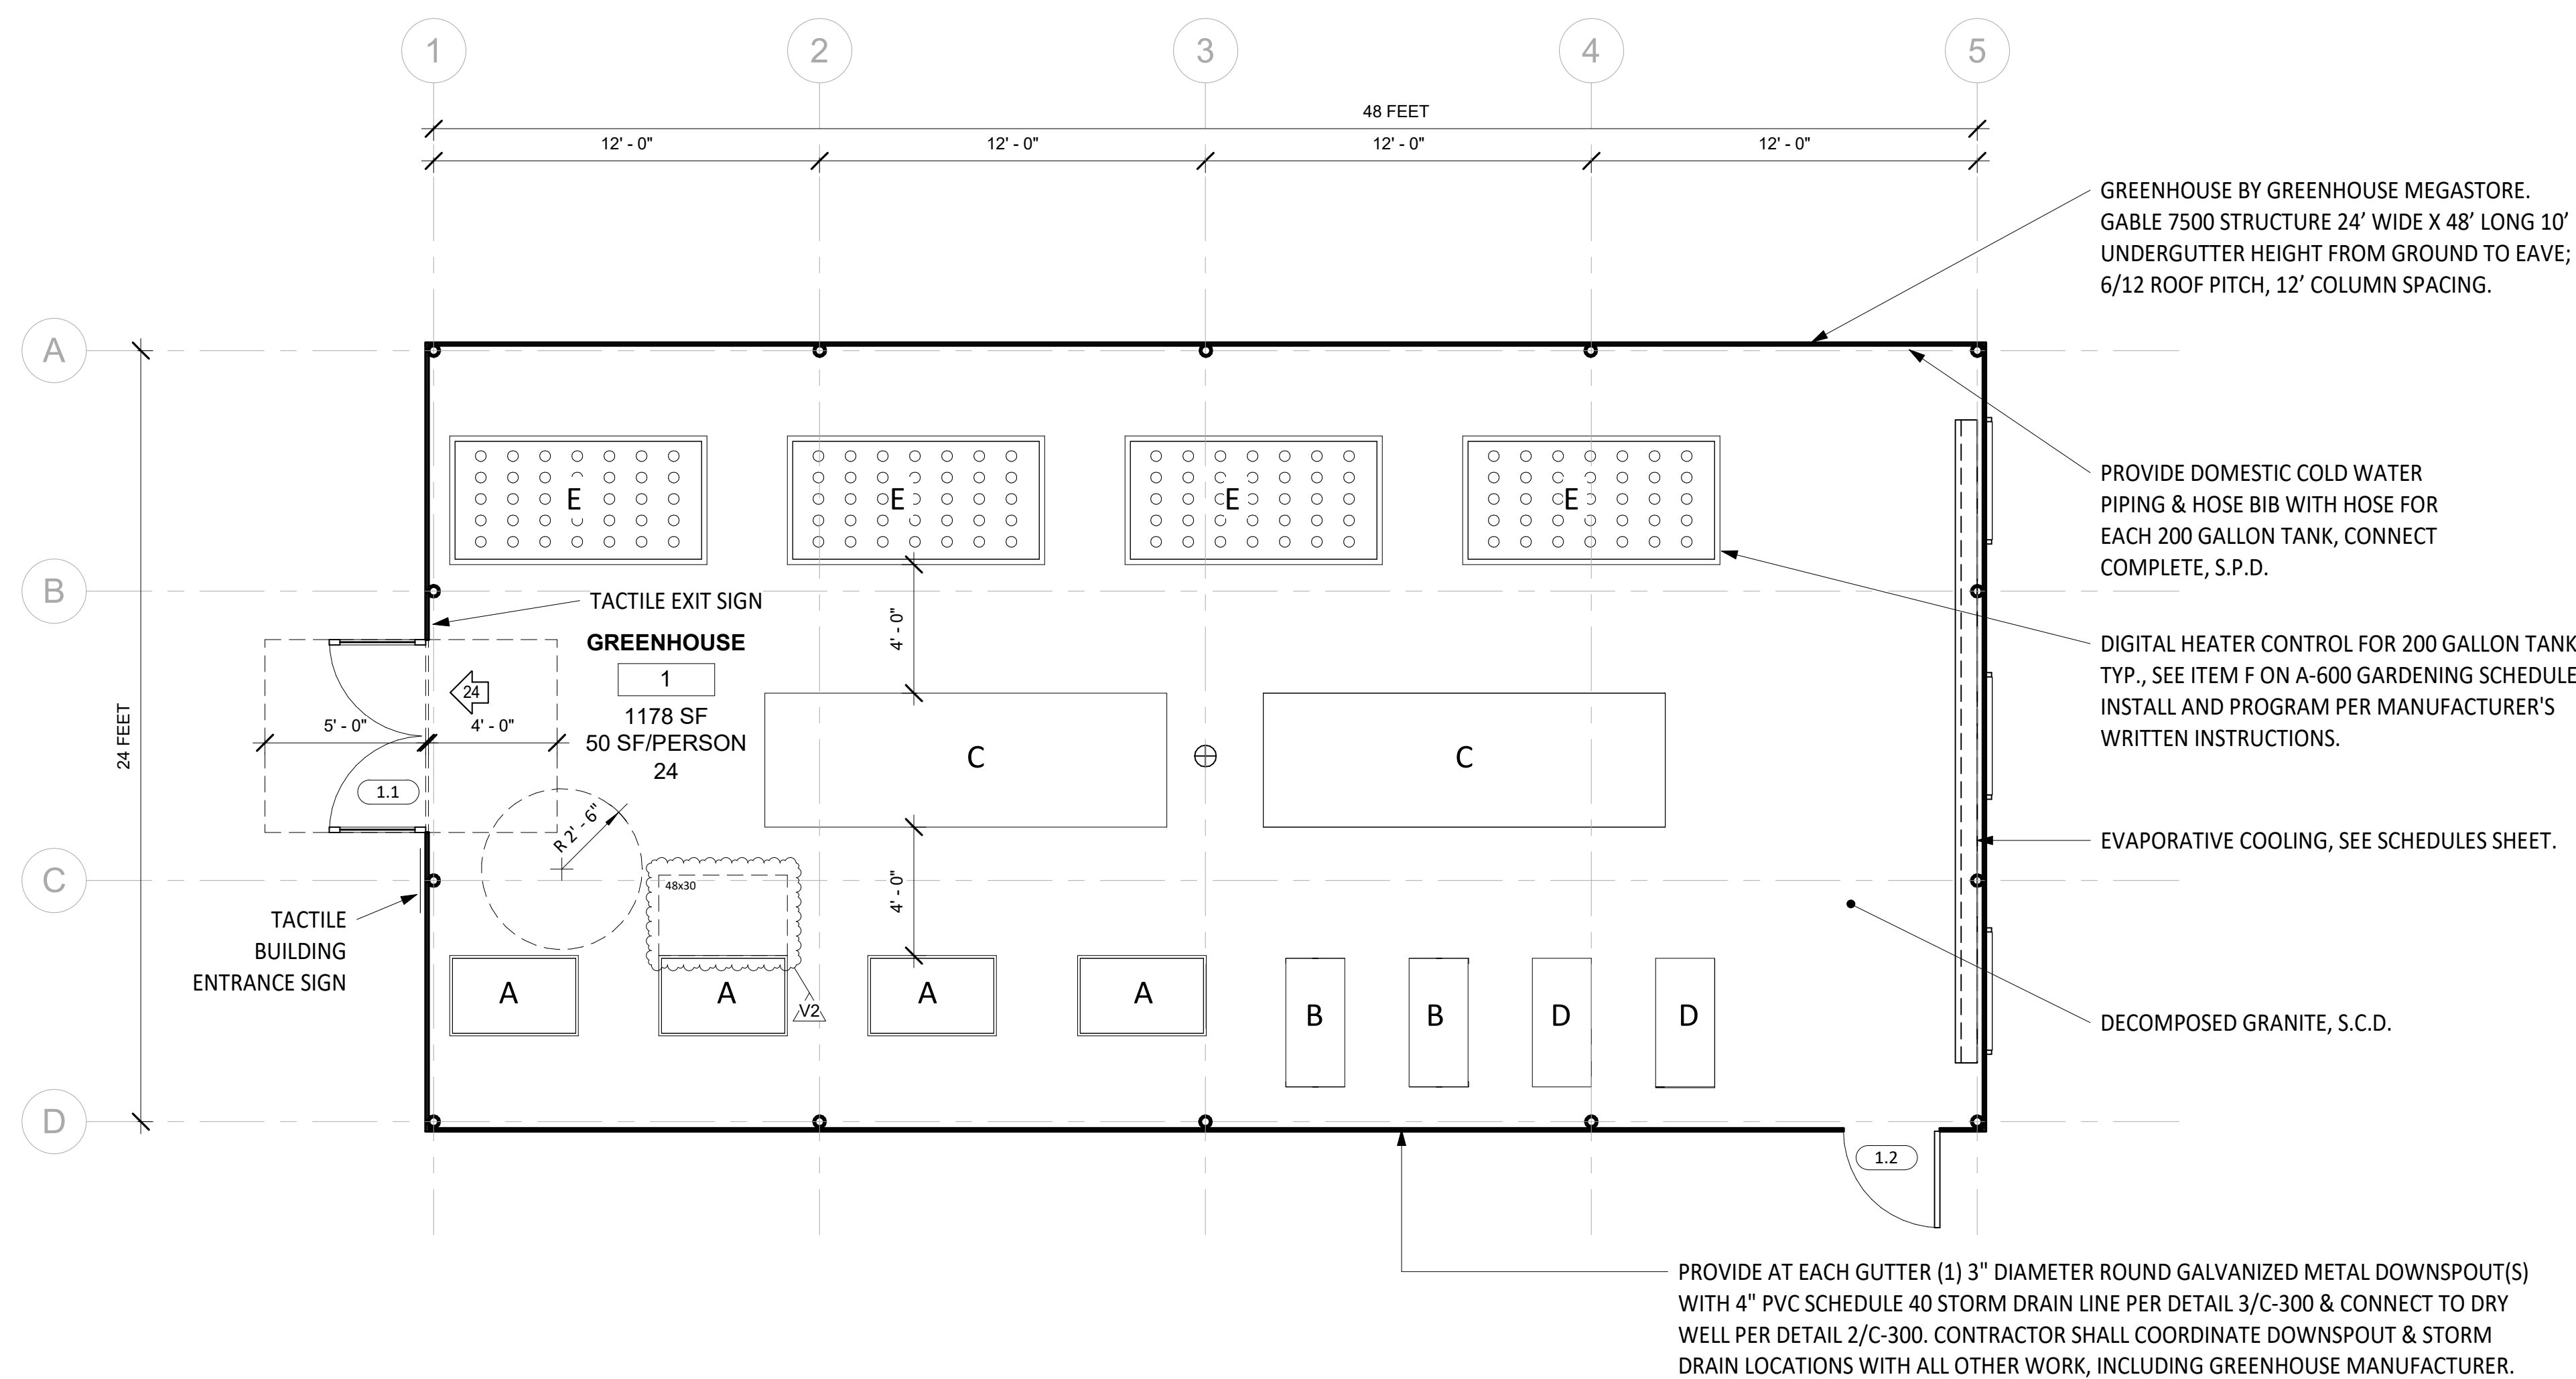 1
2
3
4
5
48 FEET
12' - 0"
12' - 0"
12' - 0"
12' - 0"
GREENHOUSE BY GREENHOUSE MEGASTORE.
GABLE 7500 STRUCTURE 24' WIDE X 48' LONG 10'
UNDERGUTTER HEIGHT FROM GROUND TO EAVE;
6/12 ROOF PITCH, 12' COLUMN SPACING.
A
B
C
D
24 FEET
E
E
E
E
PROVIDE DOMESTIC COLD WATER
PIPING & HOSE BIB WITH HOSE FOR
EACH 200 GALLON TANK, CONNECT
COMPLETE, S.P.D.
TACTILE EXIT SIGN
GREENHOUSE
1
1178 SF
50 SF/PERSON
24
24
5' - 0"
4' - 0"
1.1
4' - 0"
DIGITAL HEATER CONTROL FOR 200 GALLON TANK
TYP., SEE ITEM F ON A-600 GARDENING SCHEDULE
INSTALL AND PROGRAM PER MANUFACTURER'S
WRITTEN INSTRUCTIONS.
C
C
R 2' - 6"
48x30
4' - 0"
EVAPORATIVE COOLING, SEE SCHEDULES SHEET.
TACTILE
BUILDING
ENTRANCE SIGN
A
A
A
A
V2
B
B
D
D
DECOMPOSED GRANITE, S.C.D.
1.2
PROVIDE AT EACH GUTTER (1) 3" DIAMETER ROUND GALVANIZED METAL DOWNSPOUT(S)
WITH 4" PVC SCHEDULE 40 STORM DRAIN LINE PER DETAIL 3/C-300 & CONNECT TO DRY
WELL PER DETAIL 2/C-300. CONTRACTOR SHALL COORDINATE DOWNSPOUT & STORM
DRAIN LOCATIONS WITH ALL OTHER WORK, INCLUDING GREENHOUSE MANUFACTURER.